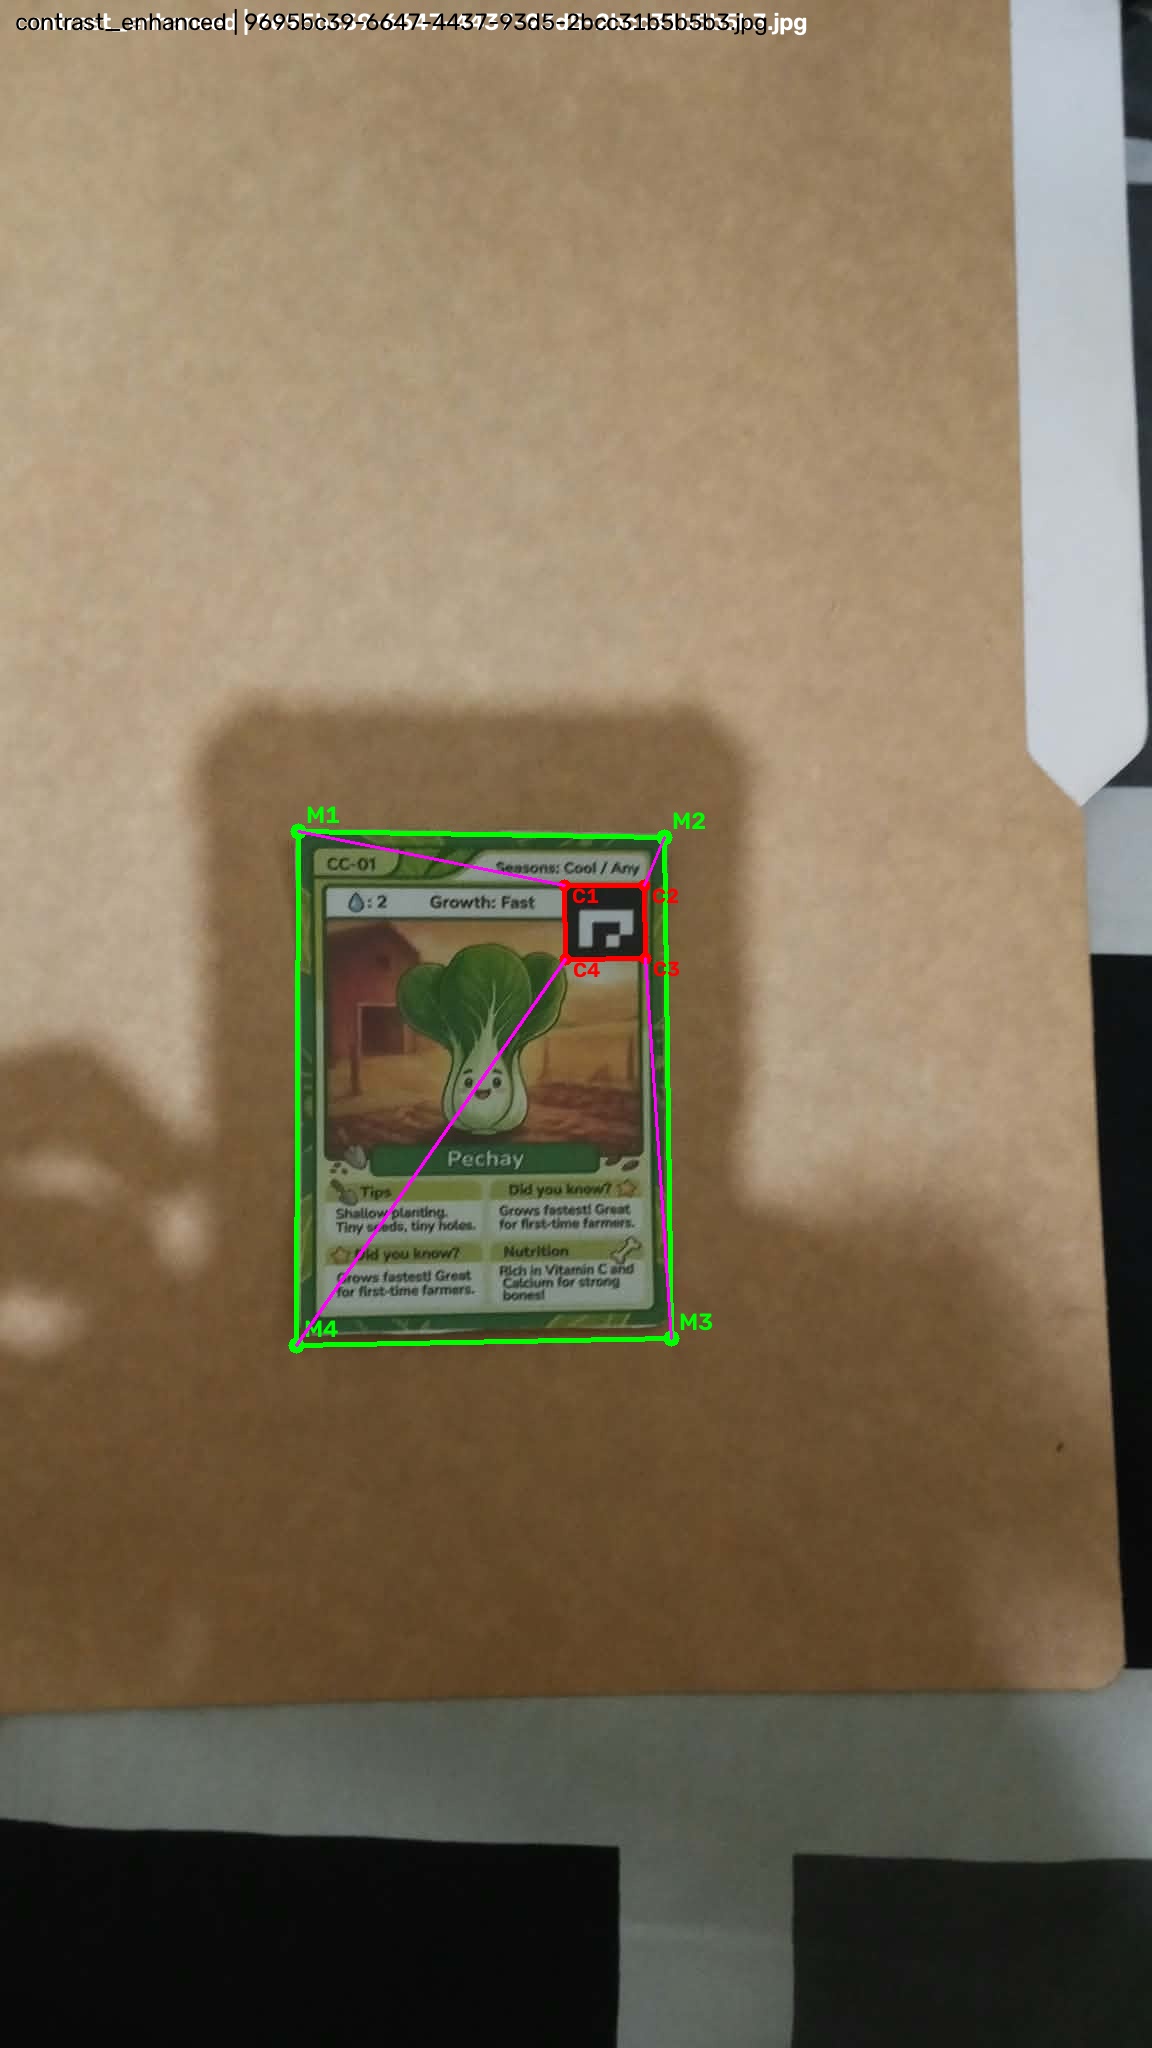 contrast_enhanced | 9695bc39-6647-4437-93d5-2bcc31b5b5b3.jpg
M1
M2
CC-01
Seasons: Cool / Any
: 2
Growth: Fast
C1
C2
C4
C3
Pechay
Tips
Shallow planting.
Tiny seeds, tiny holes.
Did you know?
Grows fastest! Great
for first-time farmers.
Did you know?
Grows fastest! Great
for first-time farmers.
Nutrition
Rich in Vitamin C and
Calcium for strong
bones!
M4
M3